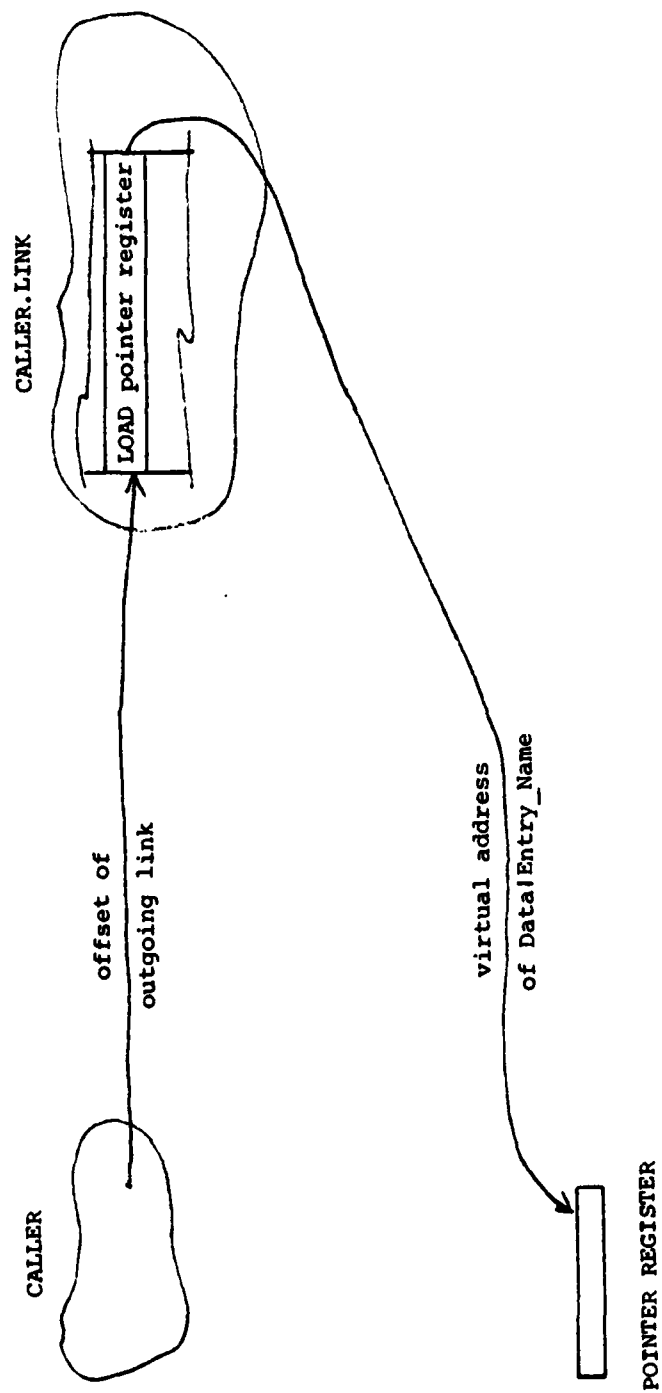 CALLER.LINK
LOAD pointer register
CALLER
offset of
outgoing link
virtual address
of Data|Entry_Name
POINTER REGISTER